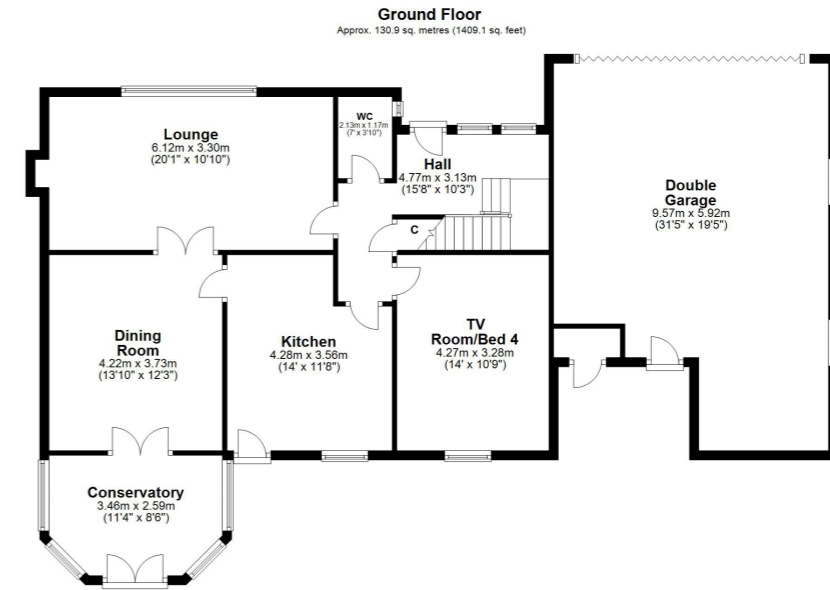 Ground Floor
Approx. 130.9 sq. metres (1409.1 sq. feet)
Lounge
6.12m x 3.30m
(20'1" x 10'10")
WC
2.13m x 1.17m
(7' x 3'10")
Hall
4.77m x 3.13m
(15'8" x 10'3")
C
Double
Garage
9.57m x 5.92m
(31'5" x 19'5")
Dining
Room
4.22m x 3.73m
(13'10" x 12'3")
Kitchen
4.28m x 3.56m
(14' x 11'8")
TV
Room/Bed 4
4.27m x 3.28m
(14' x 10'9")
Conservatory
3.46m x 2.59m
(11'4" x 8'6")